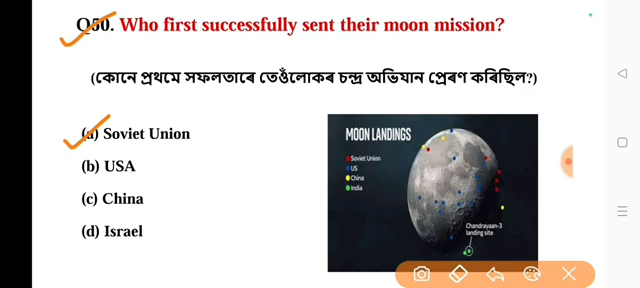 Q50. Who first successfully sent their moon mission?
(কোনে প্ৰথমে সফলতাৰে তেওঁলোকৰ চন্দ্ৰ অভিযান প্ৰেৰণ কৰিছিল?)
(a) Soviet Union
(b) USA
(c) China
(d) Israel
MOON LANDINGS
Soviet Union
US
China
India
Chandrayaan-3
landing site